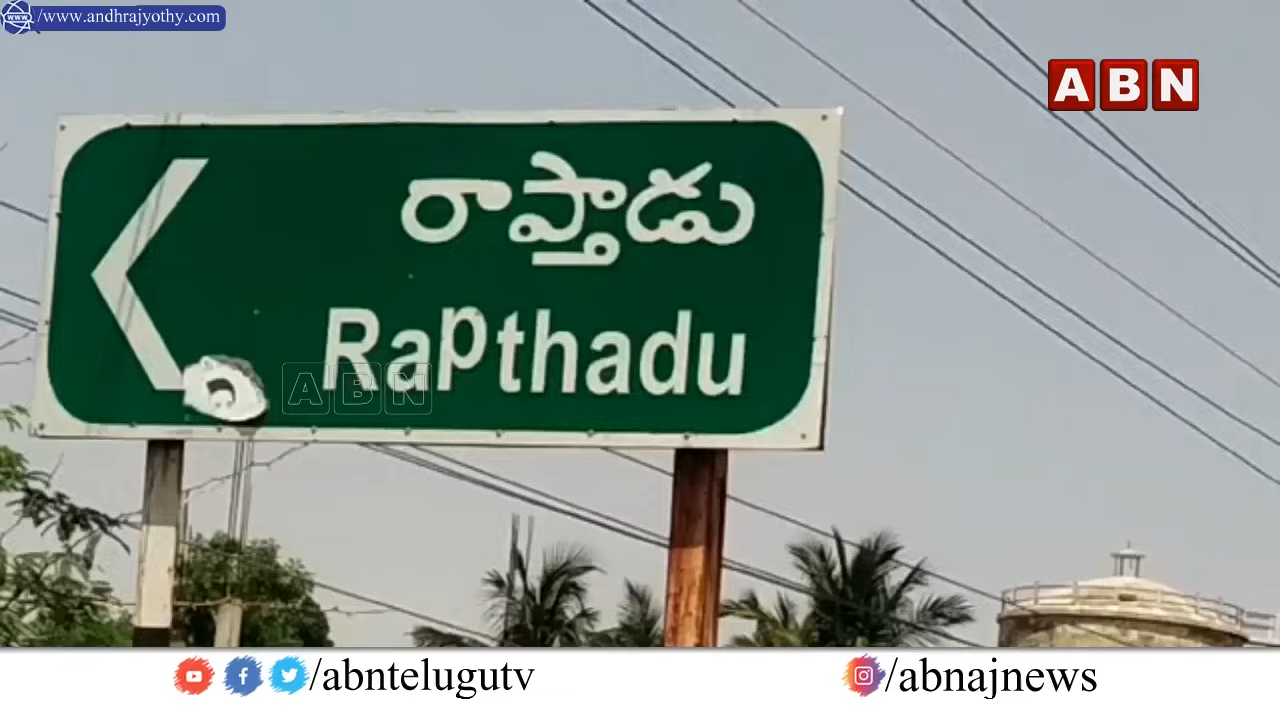 /www.andhrajyothy.com
ABN
రాప్తాడు
Rapthadu
ABN
/abntelugutv
/abnajnews